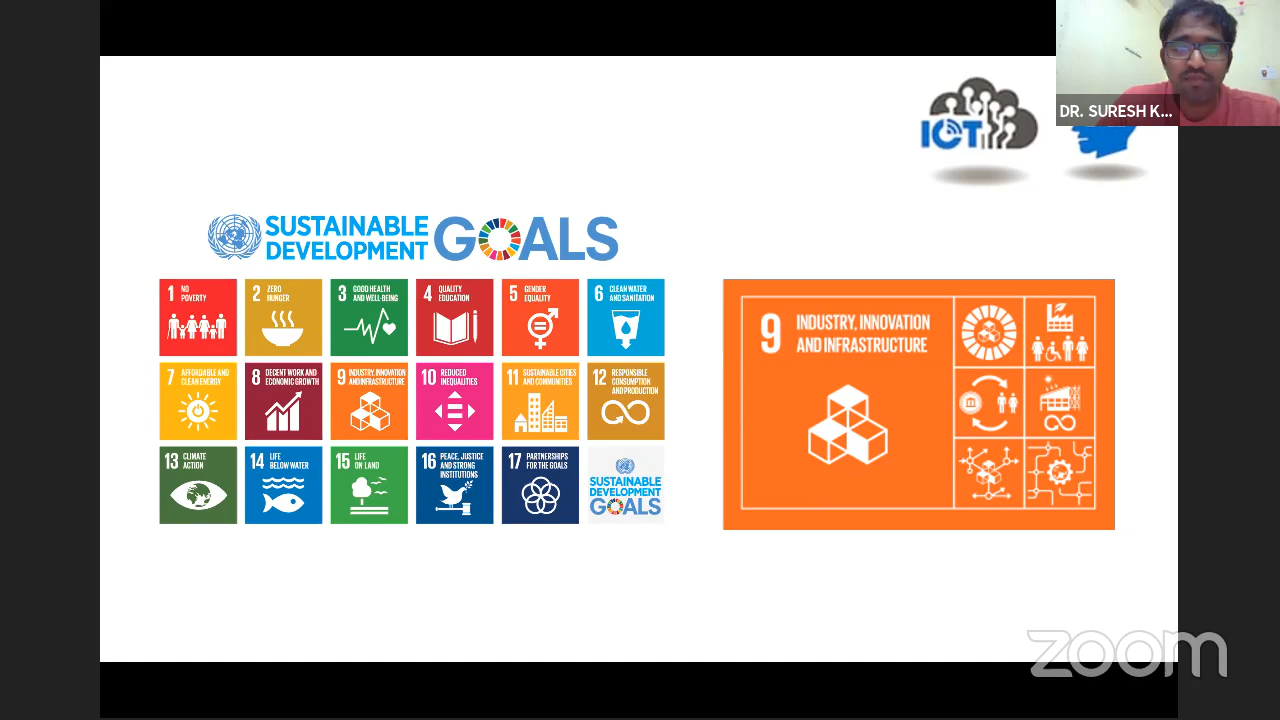 IOT
DR. SURESH K...
SUSTAINABLE
DEVELOPMENT
GOALS
1 NO
POVERTY
2 ZERO
HUNGER
3 GOOD HEALTH
AND WELL-BEING
4 QUALITY
EDUCATION
5 GENDER
EQUALITY
6 CLEAN WATER
AND SANITATION
7 AFFORDABLE AND
CLEAN ENERGY
8 DECENT WORK AND
ECONOMIC GROWTH
9 INDUSTRY, INNOVATION
AND INFRASTRUCTURE
10 REDUCED
INEQUALITIES
11 SUSTAINABLE CITIES
AND COMMUNITIES
12 RESPONSIBLE
CONSUMPTION
AND PRODUCTION
13 CLIMATE
ACTION
14 LIFE
BELOW WATER
15 LIFE
ON LAND
16 PEACE, JUSTICE
AND STRONG
INSTITUTIONS
17 PARTNERSHIPS
FOR THE GOALS
SUSTAINABLE
DEVELOPMENT
GOALS
9 INDUSTRY, INNOVATION
AND INFRASTRUCTURE
zoom